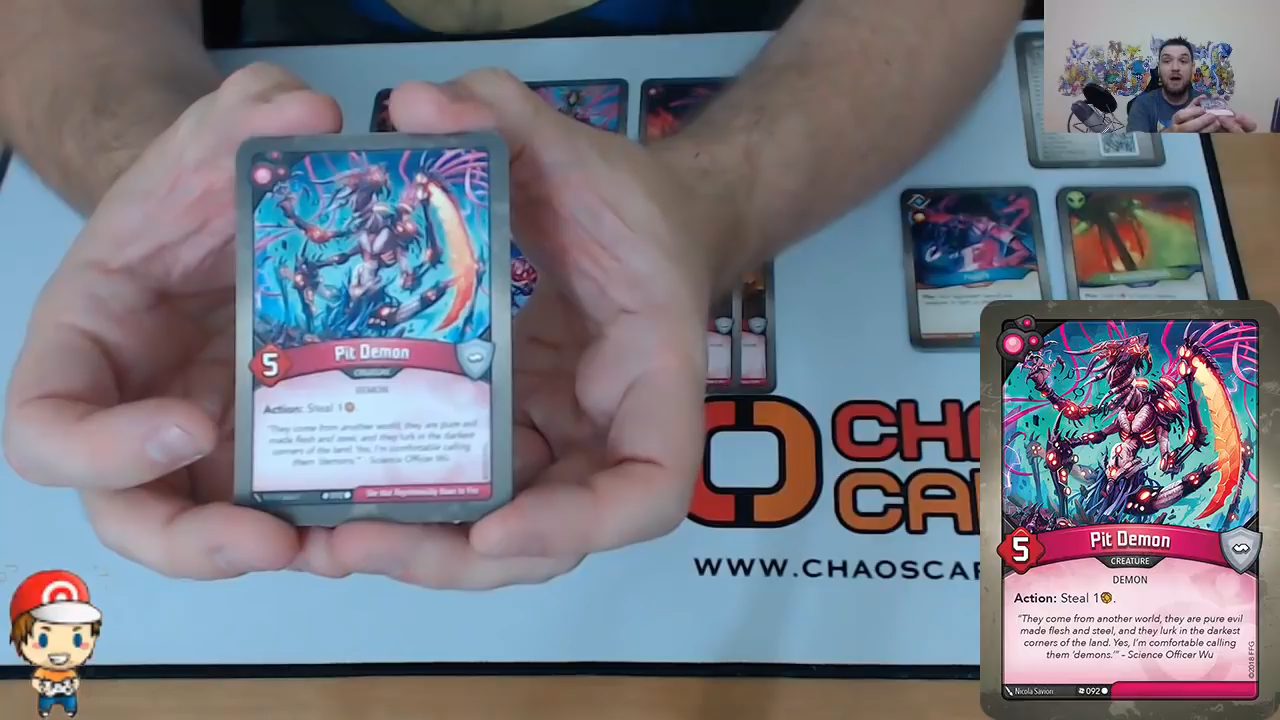 5
Pit Demon
CREATURE
DEMON
Action: Steal 1
"They come from another world, they are pure evil
made flesh and steel, and they lurk in the darkest
corners of the land. Yes, I'm comfortable calling
them 'demons.'" - Science Officer Wu
CHA
CA
WWW.CHAOSCAR
5
Pit Demon
CREATURE
DEMON
Action: Steal 1.
"They come from another world, they are pure evil
made flesh and steel, and they lurk in the darkest
corners of the land. Yes, I'm comfortable calling
them 'demons.'" - Science Officer Wu
©2018 FFG
Nicola Savion
092